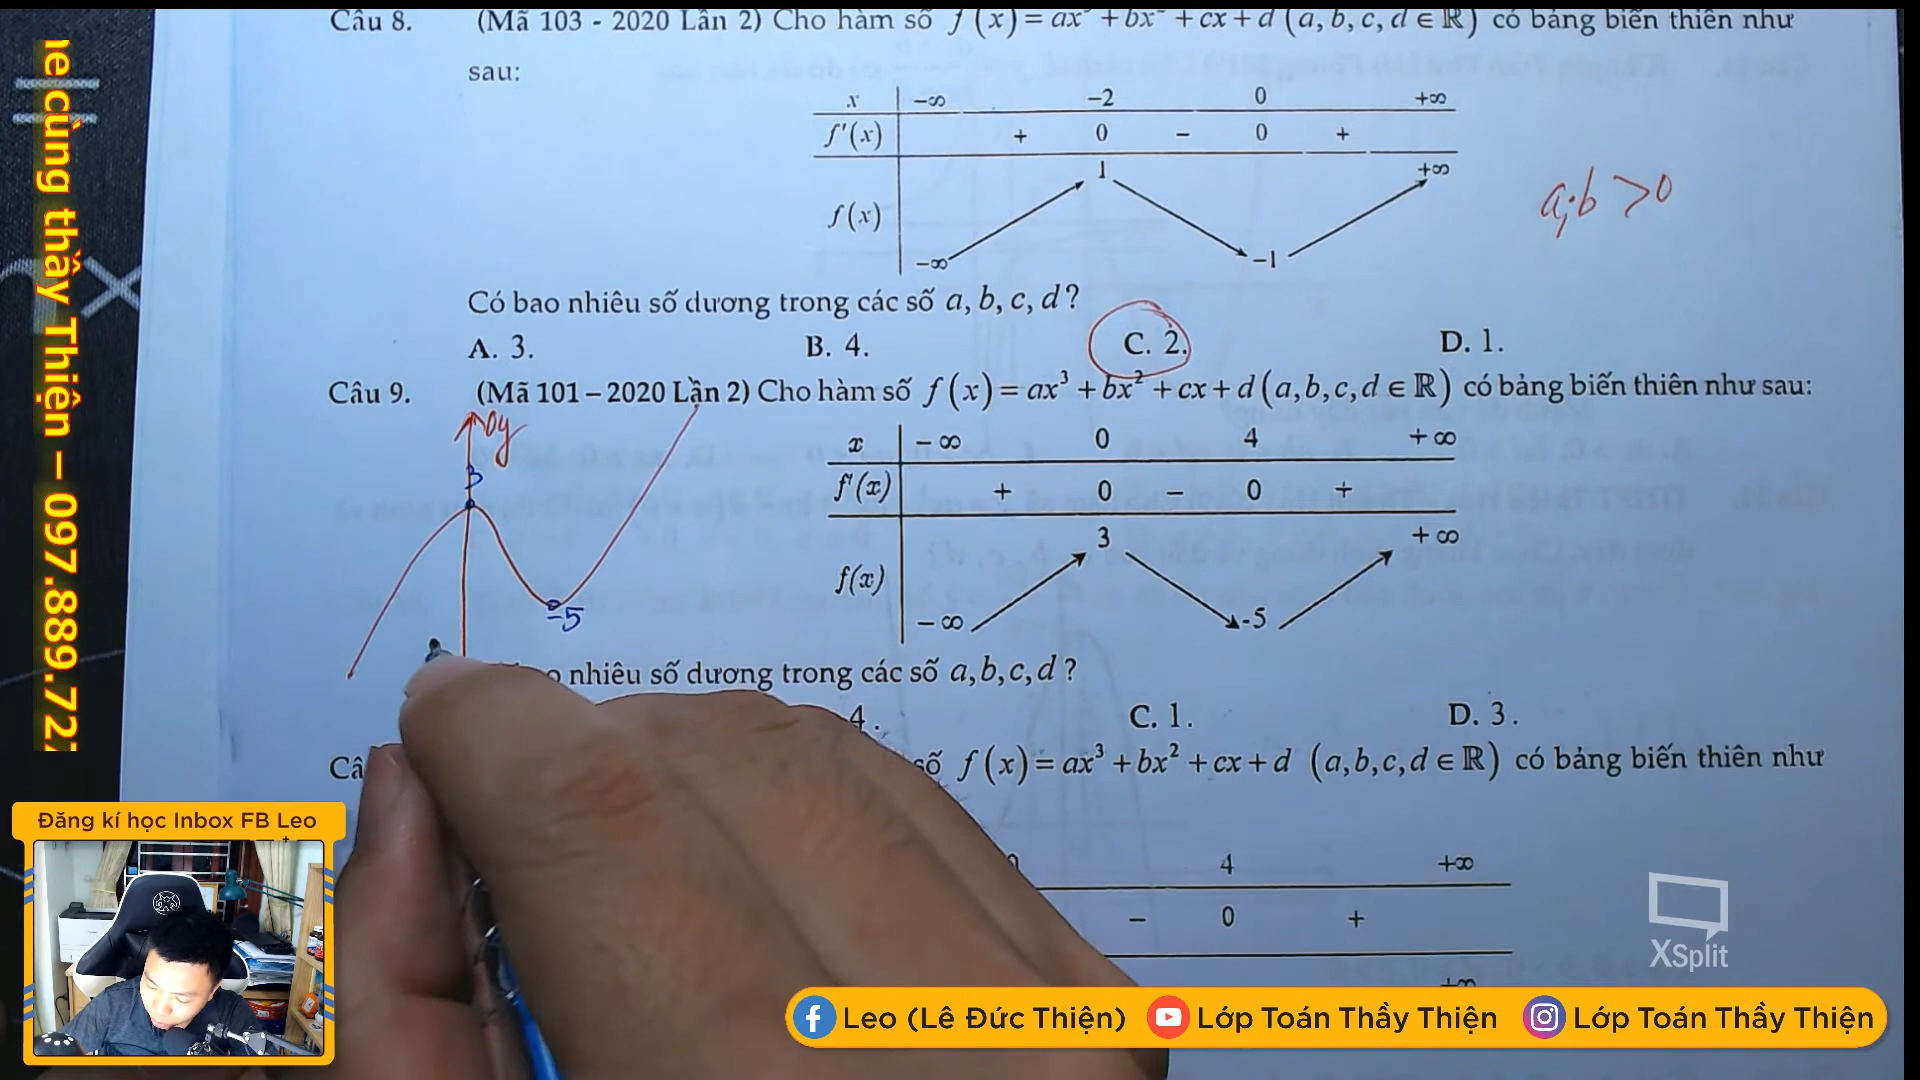 Câu 8. (Mã 103 - 2020 Lần 2) Cho hàm số f(x) = ax³ + bx² + cx + d (a, b, c, d ∈ ℝ) có bảng biến thiên như
sau:
x −∞ −2 0 +∞
f'(x) + 0 − 0 +
1 +∞
f(x)
−∞ −1
a;b >0
Có bao nhiêu số dương trong các số a, b, c, d ?
A. 3. B. 4. C. 2. D. 1.
Câu 9. (Mã 101 – 2020 Lần 2) Cho hàm số f(x) = ax³ + bx² + cx + d (a,b,c,d ∈ ℝ) có bảng biến thiên như sau:
Oy
3
-5
x − ∞ 0 4 + ∞
f'(x) + 0 − 0 +
3 + ∞
f(x)
− ∞ -5
nhiêu số dương trong các số a,b,c,d ?
4. C. 1. D. 3.
số f(x) = ax³ + bx² + cx + d (a,b,c,d ∈ ℝ) có bảng biến thiên như
4 +∞
− 0 +
+∞
cùng thầy Thiện – 097.889.72
Đăng kí học Inbox FB Leo
XSplit
Leo (Lê Đức Thiện) Lớp Toán Thầy Thiện Lớp Toán Thầy Thiện